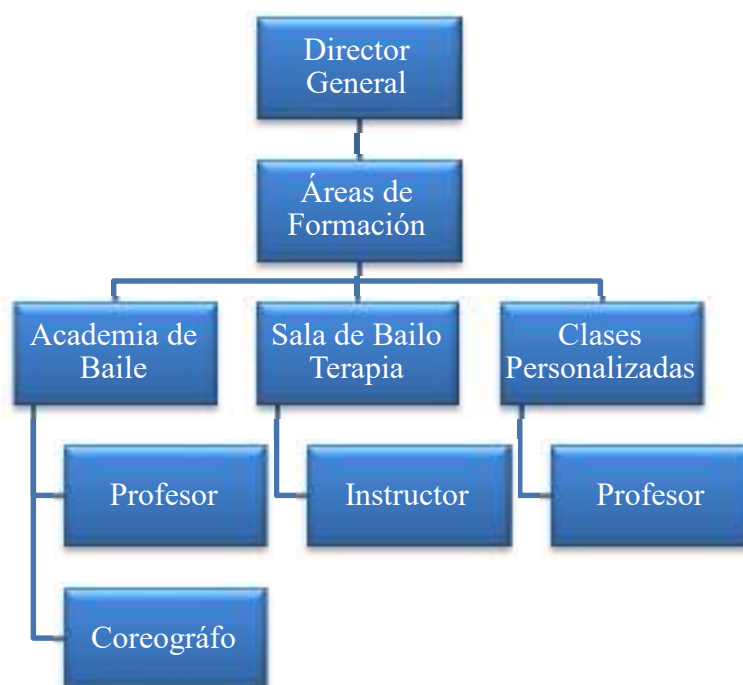 Director
General
Áreas de
Formación
Academia de
Baile
Sala de Bailo
Terapia
Clases
Personalizadas
Profesor
Instructor
Profesor
Coreográfo